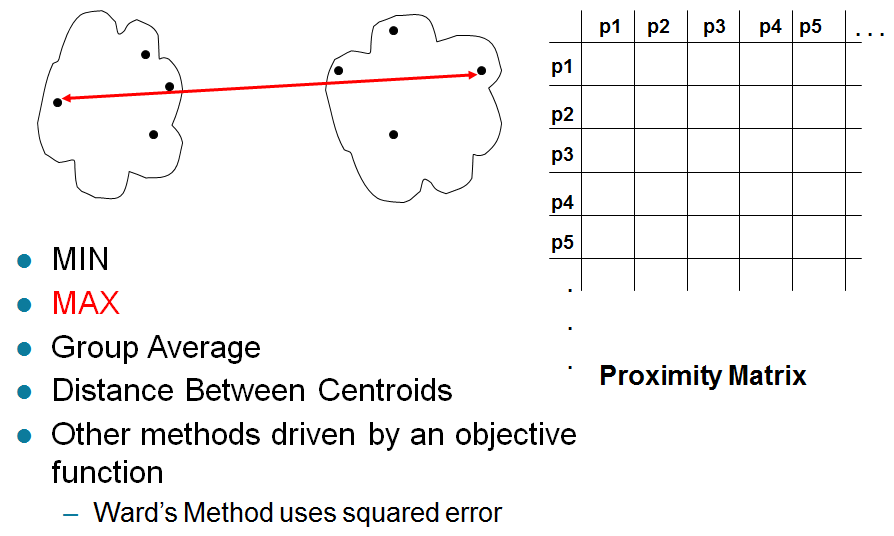 p1 p2 p3 p4 p5 . . .
p1
p2
p3
p4
p5
.
.
.
Proximity Matrix
MIN
MAX
Group Average
Distance Between Centroids
Other methods driven by an objective
function
– Ward's Method uses squared error